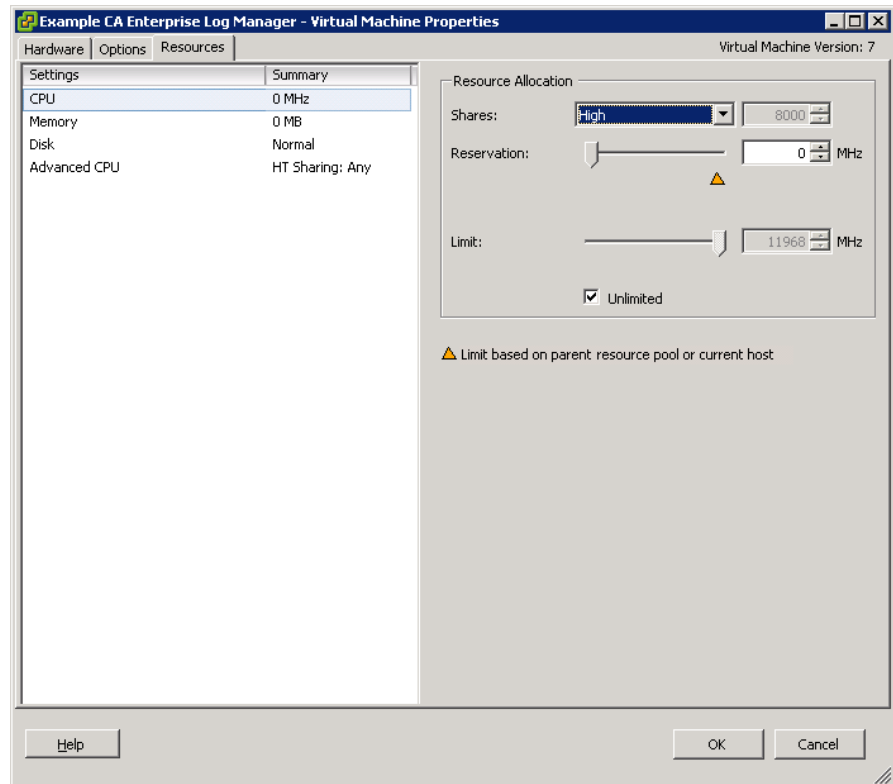 Example CA Enterprise Log Manager - Virtual Machine Properties
Hardware Options Resources Virtual Machine Version: 7
Settings Summary
CPU 0 MHz
Memory 0 MB
Disk Normal
Advanced CPU HT Sharing: Any
Resource Allocation
Shares: High 8000
Reservation: 0 MHz
Limit: 11968 MHz
Unlimited
Limit based on parent resource pool or current host
Help OK Cancel